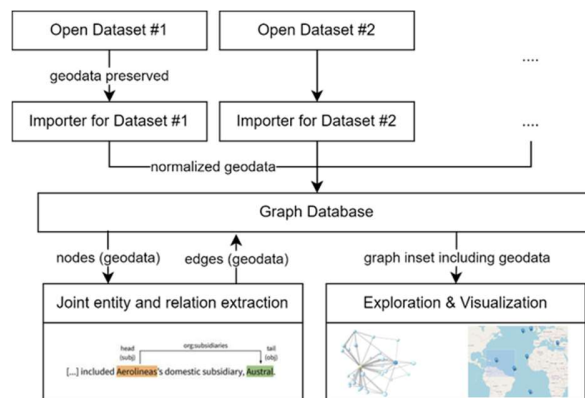 Open Dataset #1
Open Dataset #2
....
geodata preserved
Importer for Dataset #1
Importer for Dataset #2
....
normalized geodata
Graph Database
nodes (geodata)
edges (geodata)
graph inset including geodata
Joint entity and relation extraction
Exploration & Visualization
head
(subj)
org:subsidiaries
tail
(obj)
[...] included Aerolineas's domestic subsidiary, Austral.